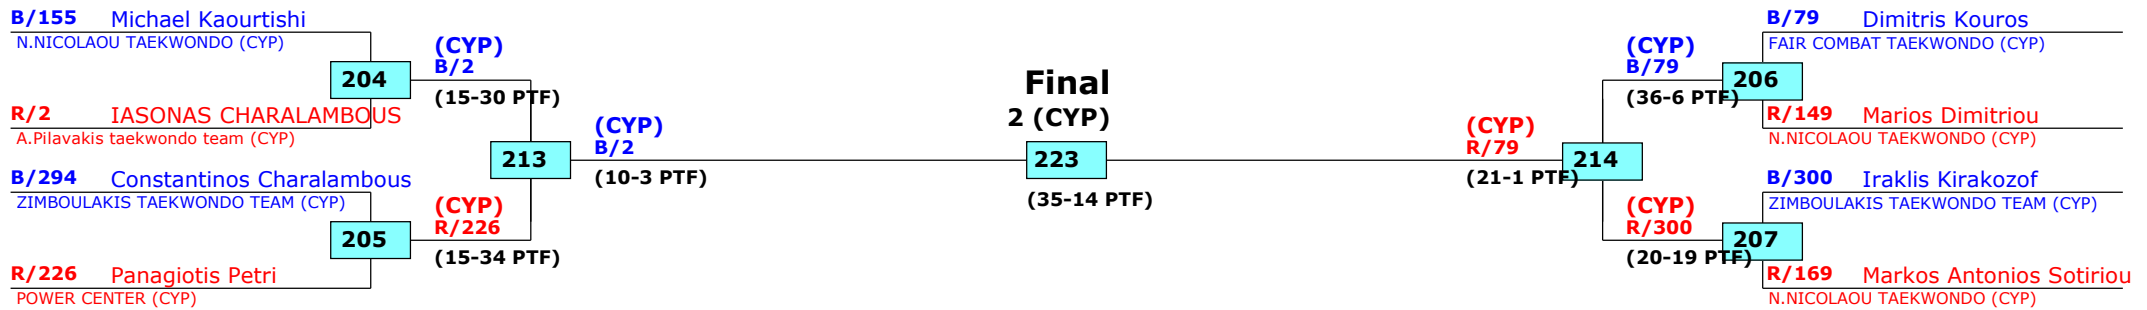 B/155 Michael Kaourtishi
N.NICOLAOU TAEKWONDO (CYP)
204
R/2 IASONAS CHARALAMBOUS
A.Pilavakis taekwondo team (CYP)
(CYP)
B/2
(15-30 PTF)
B/294 Constantinos Charalambous
ZIMBOULAKIS TAEKWONDO TEAM (CYP)
205
R/226 Panagiotis Petri
POWER CENTER (CYP)
(CYP)
R/226
(15-34 PTF)
213
(CYP)
B/2
(10-3 PTF)
Final
2 (CYP)
223
(35-14 PTF)
(CYP)
R/79
(21-1 PTF)
214
(CYP)
B/79
(36-6 PTF)
206
B/79 Dimitris Kouros
FAIR COMBAT TAEKWONDO (CYP)
R/149 Marios Dimitriou
N.NICOLAOU TAEKWONDO (CYP)
(CYP)
R/300
(20-19 PTF)
207
B/300 Iraklis Kirakozof
ZIMBOULAKIS TAEKWONDO TEAM (CYP)
R/169 Markos Antonios Sotiriou
N.NICOLAOU TAEKWONDO (CYP)